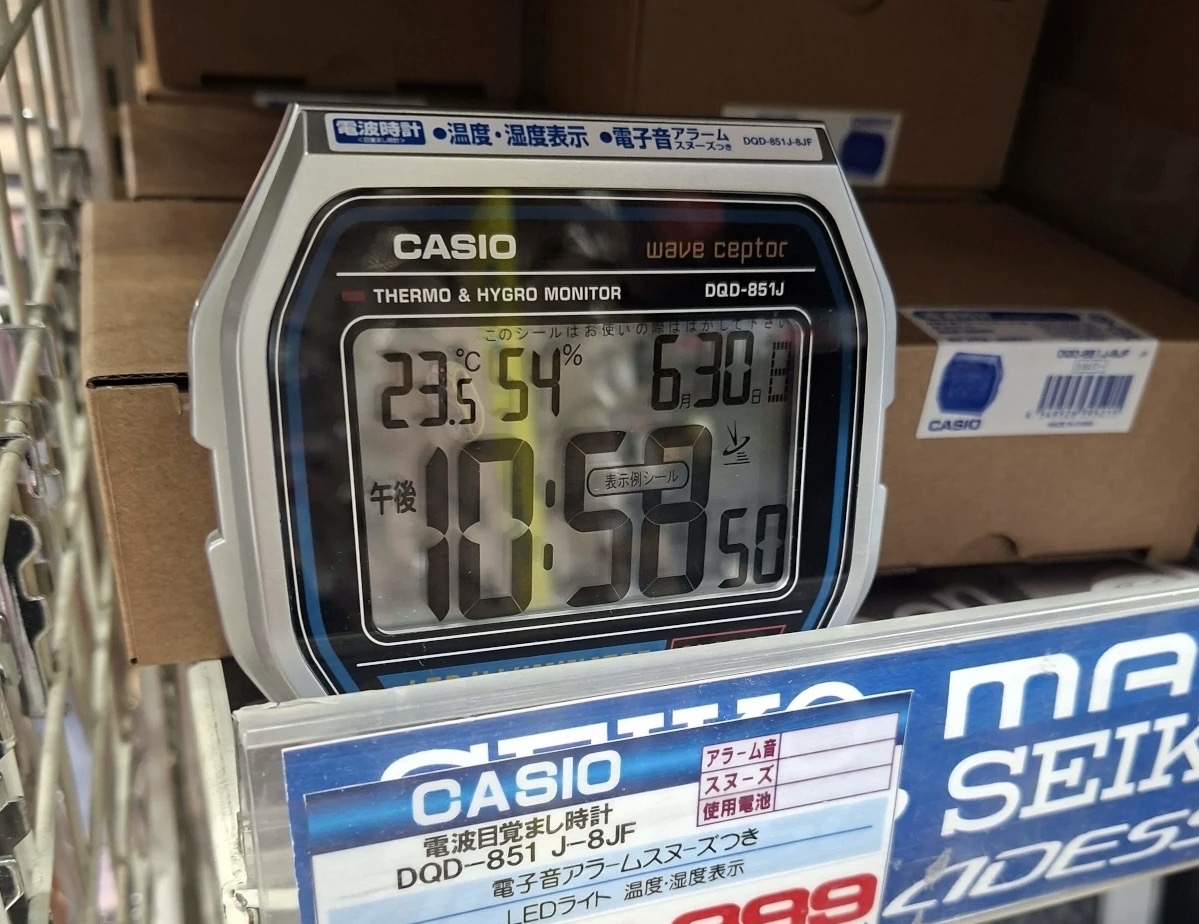 電波時計 ●温度・湿度表示 ●電子音アラーム スヌーズつき DQD-851J-8JF
CASIO wave ceptor
THERMO & HYGRO MONITOR DQD-851J
このシールはお使いの際ははがして下さい
23.5℃ 54% 6月30日 日
表示例シール
午後 10:58 50
DQD-851J-8JF
CASIO
MA
SEIKO
CASIO
アラーム音
スヌーズ
使用電池
電波目覚まし時計
DQD-851 J-8JF
電子音アラームスヌーズつき
LEDライト 温度・湿度表示
SEIK